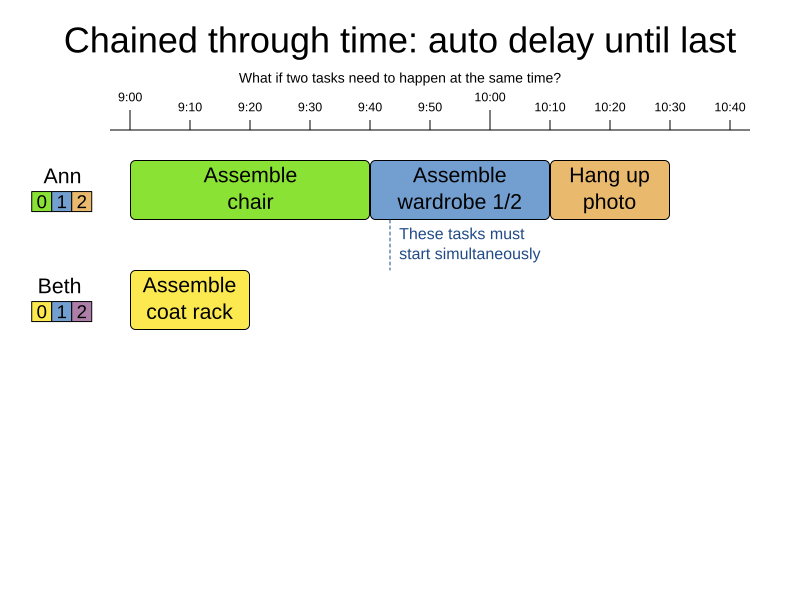 Chained through time: auto delay until last
What if two tasks need to happen at the same time?
9:00 9:10 9:20 9:30 9:40 9:50 10:00 10:10 10:20 10:30 10:40
Ann
0 1 2
Assemble
chair
Assemble
wardrobe 1/2
Hang up
photo
These tasks must
start simultaneously
Beth
0 1 2
Assemble
coat rack